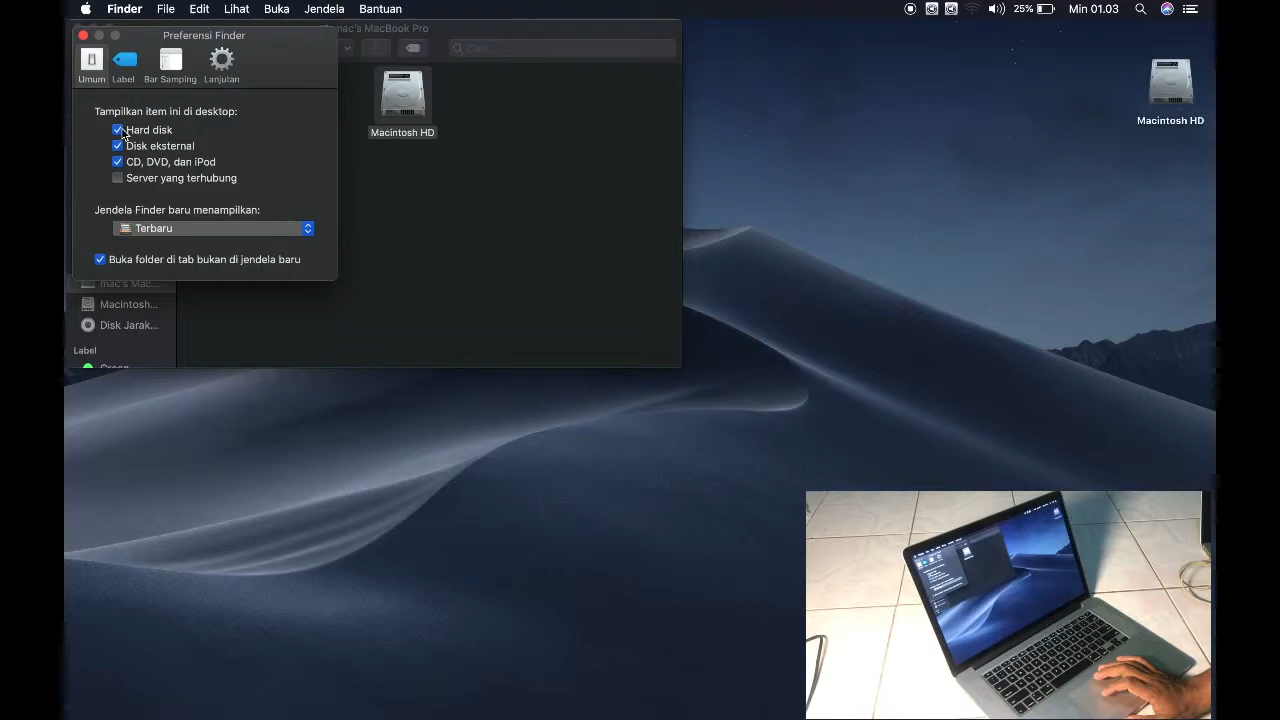 Finder File Edit Lihat Buka Jendela Bantuan
25% Min 01.03
mac's MacBook Pro
Preferensi Finder
Cari
Umum Label Bar Samping Lanjutan
Tampilkan item ini di desktop:
Hard disk
Disk eksternal
CD, DVD, dan iPod
Server yang terhubung
Jendela Finder baru menampilkan:
Terbaru
Buka folder di tab bukan di jendela baru
mac's Mac...
Macintosh...
Disk Jarak...
Label
Green
Macintosh HD
Macintosh HD